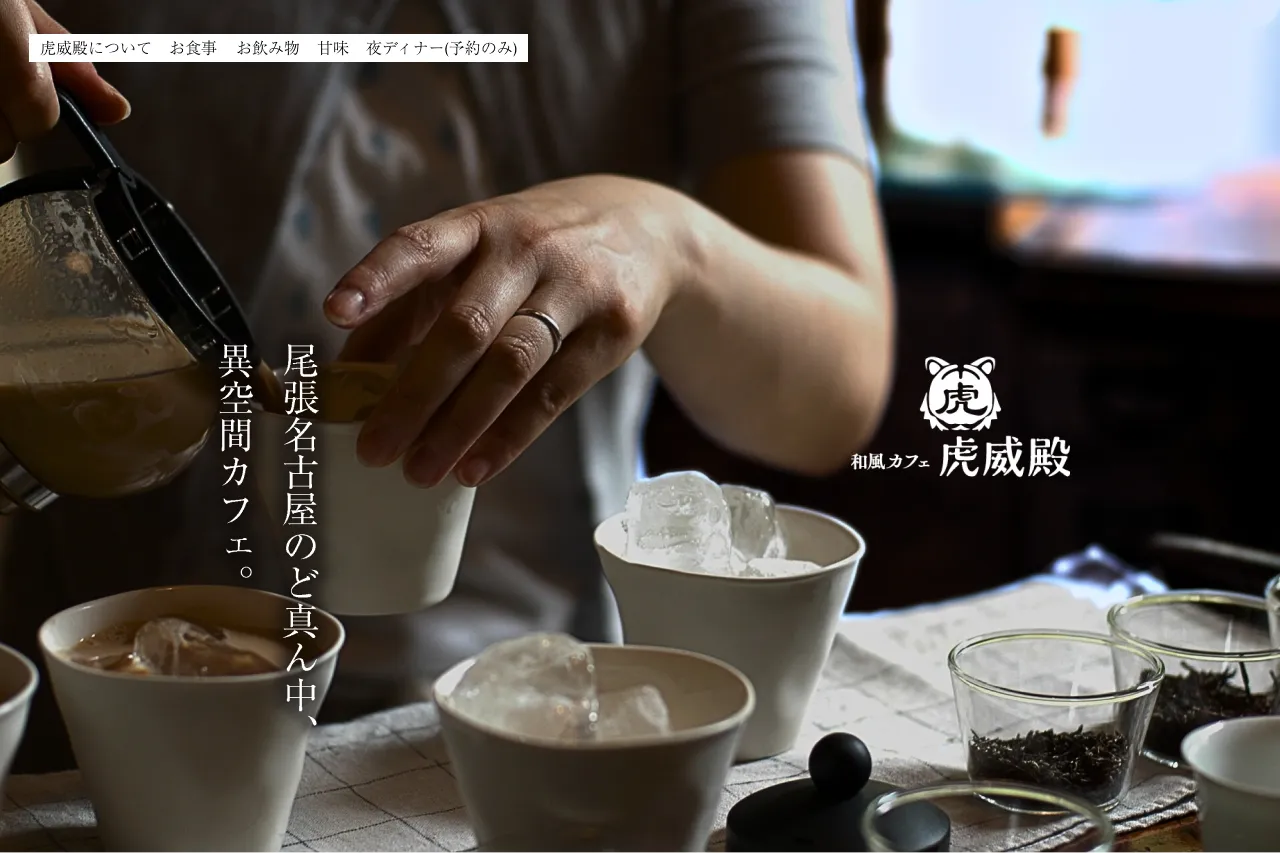 虎威殿について お食事 お飲み物 甘味 夜ディナー(予約のみ)
尾張名古屋のど真ん中、
異空間カフェ。
虎
和風カフェ 虎威殿